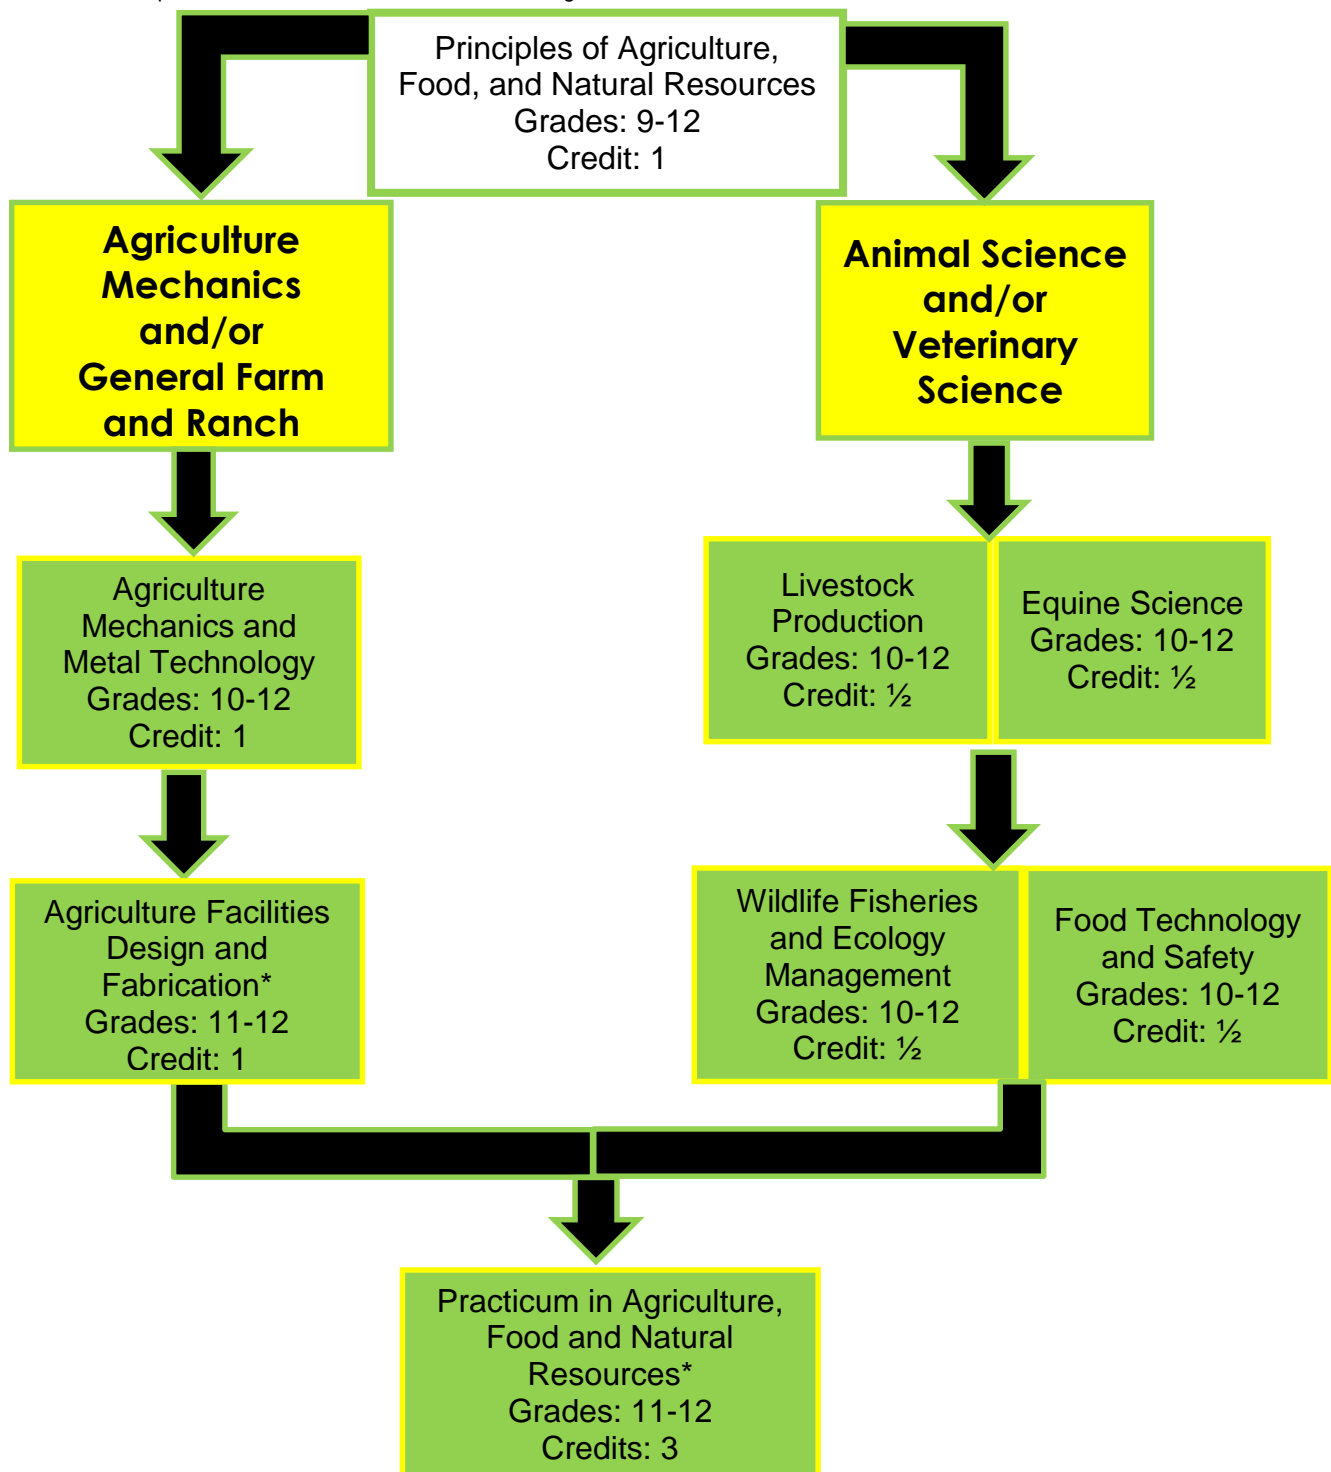 Principles of Agriculture,
Food, and Natural Resources
Grades: 9-12
Credit: 1
Agriculture
Mechanics
and/or
General Farm
and Ranch
Animal Science
and/or
Veterinary
Science
Agriculture
Mechanics and
Metal Technology
Grades: 10-12
Credit: 1
Livestock
Production
Grades: 10-12
Credit: ½
Equine Science
Grades: 10-12
Credit: ½
Agriculture Facilities
Design and
Fabrication*
Grades: 11-12
Credit: 1
Wildlife Fisheries
and Ecology
Management
Grades: 10-12
Credit: ½
Food Technology
and Safety
Grades: 10-12
Credit: ½
Practicum in Agriculture,
Food and Natural
Resources*
Grades: 11-12
Credits: 3